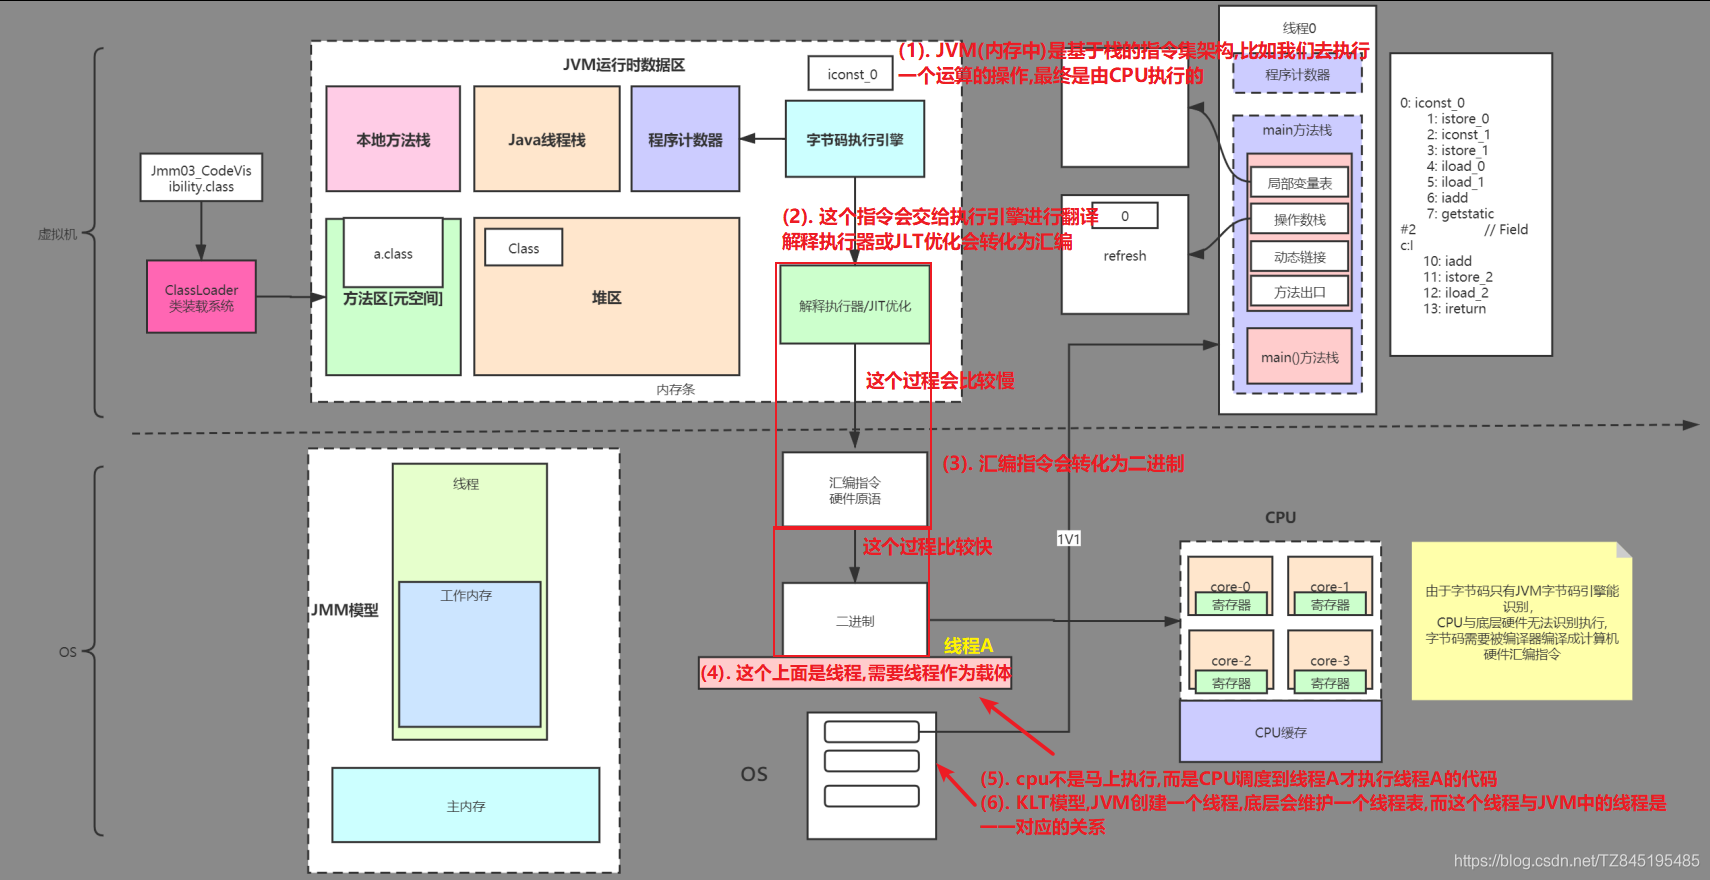 线程0
(1). JVM(内存中)是基于栈的指令集架构,比如我们去执行
一个运算的操作,最终是由CPU执行的
JVM运行时数据区
iconst_0
程序计数器
本地方法栈
Java线程栈
程序计数器
字节码执行引擎
main方法栈
局部变量表
操作数栈
动态链接
方法出口
main()方法栈
0: iconst_0
1: istore_0
2: iconst_1
3: istore_1
4: iload_0
5: iload_1
6: iadd
7: getstatic
#2 // Field
c:I
10: iadd
11: istore_2
12: iload_2
13: ireturn
Jmm03_CodeVis
ibility.class
虚拟机
ClassLoader
类装载系统
a.class
方法区[元空间]
Class
堆区
(2). 这个指令会交给执行引擎进行翻译
解释执行器或JLT优化会转化为汇编
0
refresh
解释执行器/JIT优化
这个过程会比较慢
内存条
汇编指令
硬件原语
(3). 汇编指令会转化为二进制
这个过程比较快
1V1
二进制
线程A
(4). 这个上面是线程,需要线程作为载体
OS
线程
工作内存
JMM模型
主内存
CPU
core-0
寄存器
core-1
寄存器
core-2
寄存器
core-3
寄存器
CPU缓存
由于字节码只有JVM字节码引擎能
识别,
CPU与底层硬件无法识别执行,
字节码需要被编译器编译成计算机
硬件汇编指令
OS
(5). cpu不是马上执行,而是CPU调度到线程A才执行线程A的代码
(6). KLT模型,JVM创建一个线程,底层会维护一个线程表,而这个线程与JVM中的线程是
一一对应的关系
https://blog.csdn.net/TZ845195485